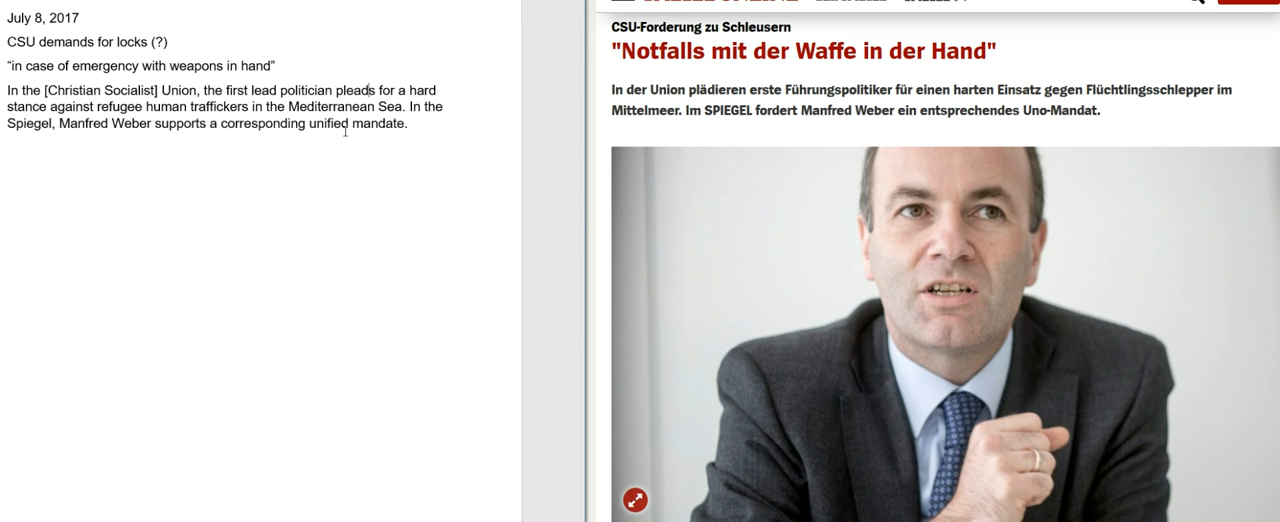 July 8, 2017
CSU demands for locks (?)
“in case of emergency with weapons in hand”
In the [Christian Socialist] Union, the first lead politician pleads for a hard
stance against refugee human traffickers in the Mediterranean Sea. In the
Spiegel, Manfred Weber supports a corresponding unified mandate.
CSU-Forderung zu Schleusern
"Notfalls mit der Waffe in der Hand"
In der Union plädieren erste Führungspolitiker für einen harten Einsatz gegen Flüchtlingsschlepper im
Mittelmeer. Im SPIEGEL fordert Manfred Weber ein entsprechendes Uno-Mandat.